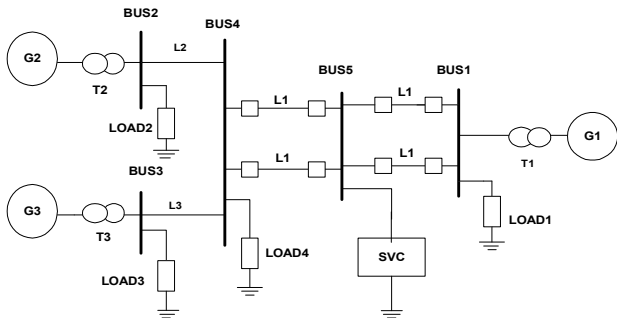 BUS4
BUS2
G2
L2
T2
BUS5
BUS1
L1
L1
LOAD2
G1
T1
BUS3
L1
L1
G3
L3
LOAD1
T3
LOAD4
SVC
LOAD3